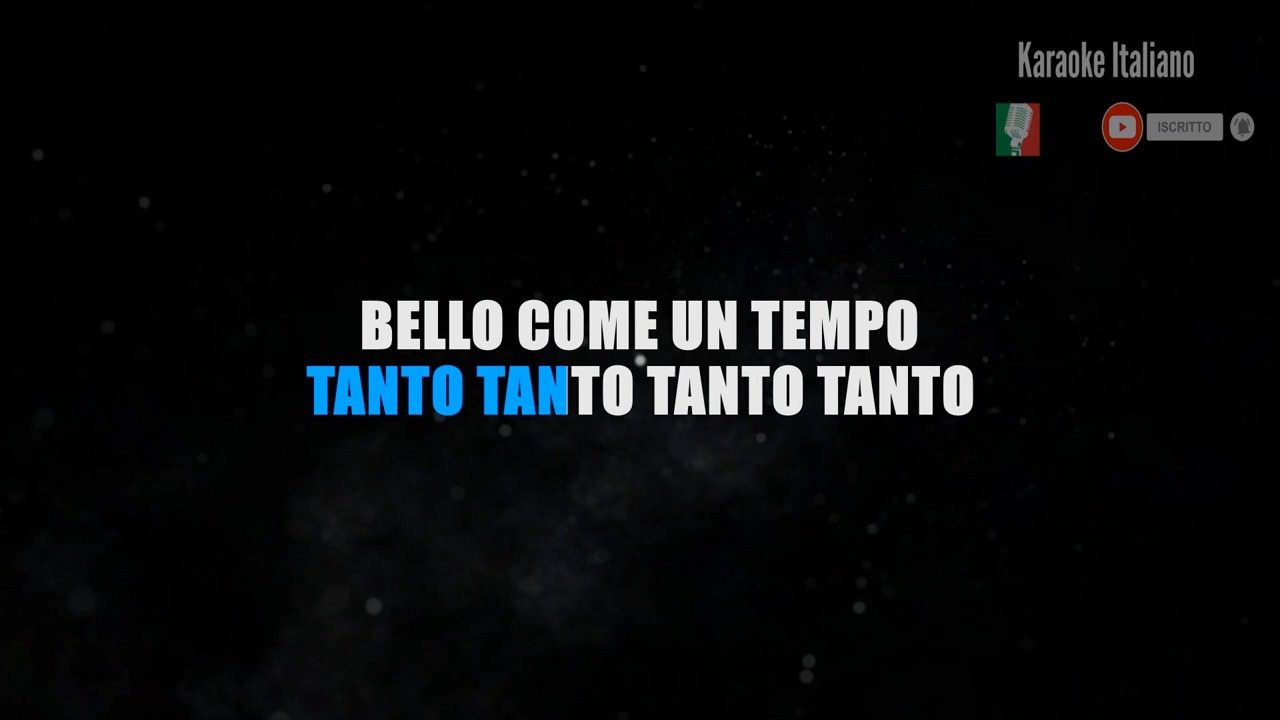 Karaoke Italiano
ISCRITTO
BELLO COME UN TEMPO
TANTO TANTO TANTO TANTO